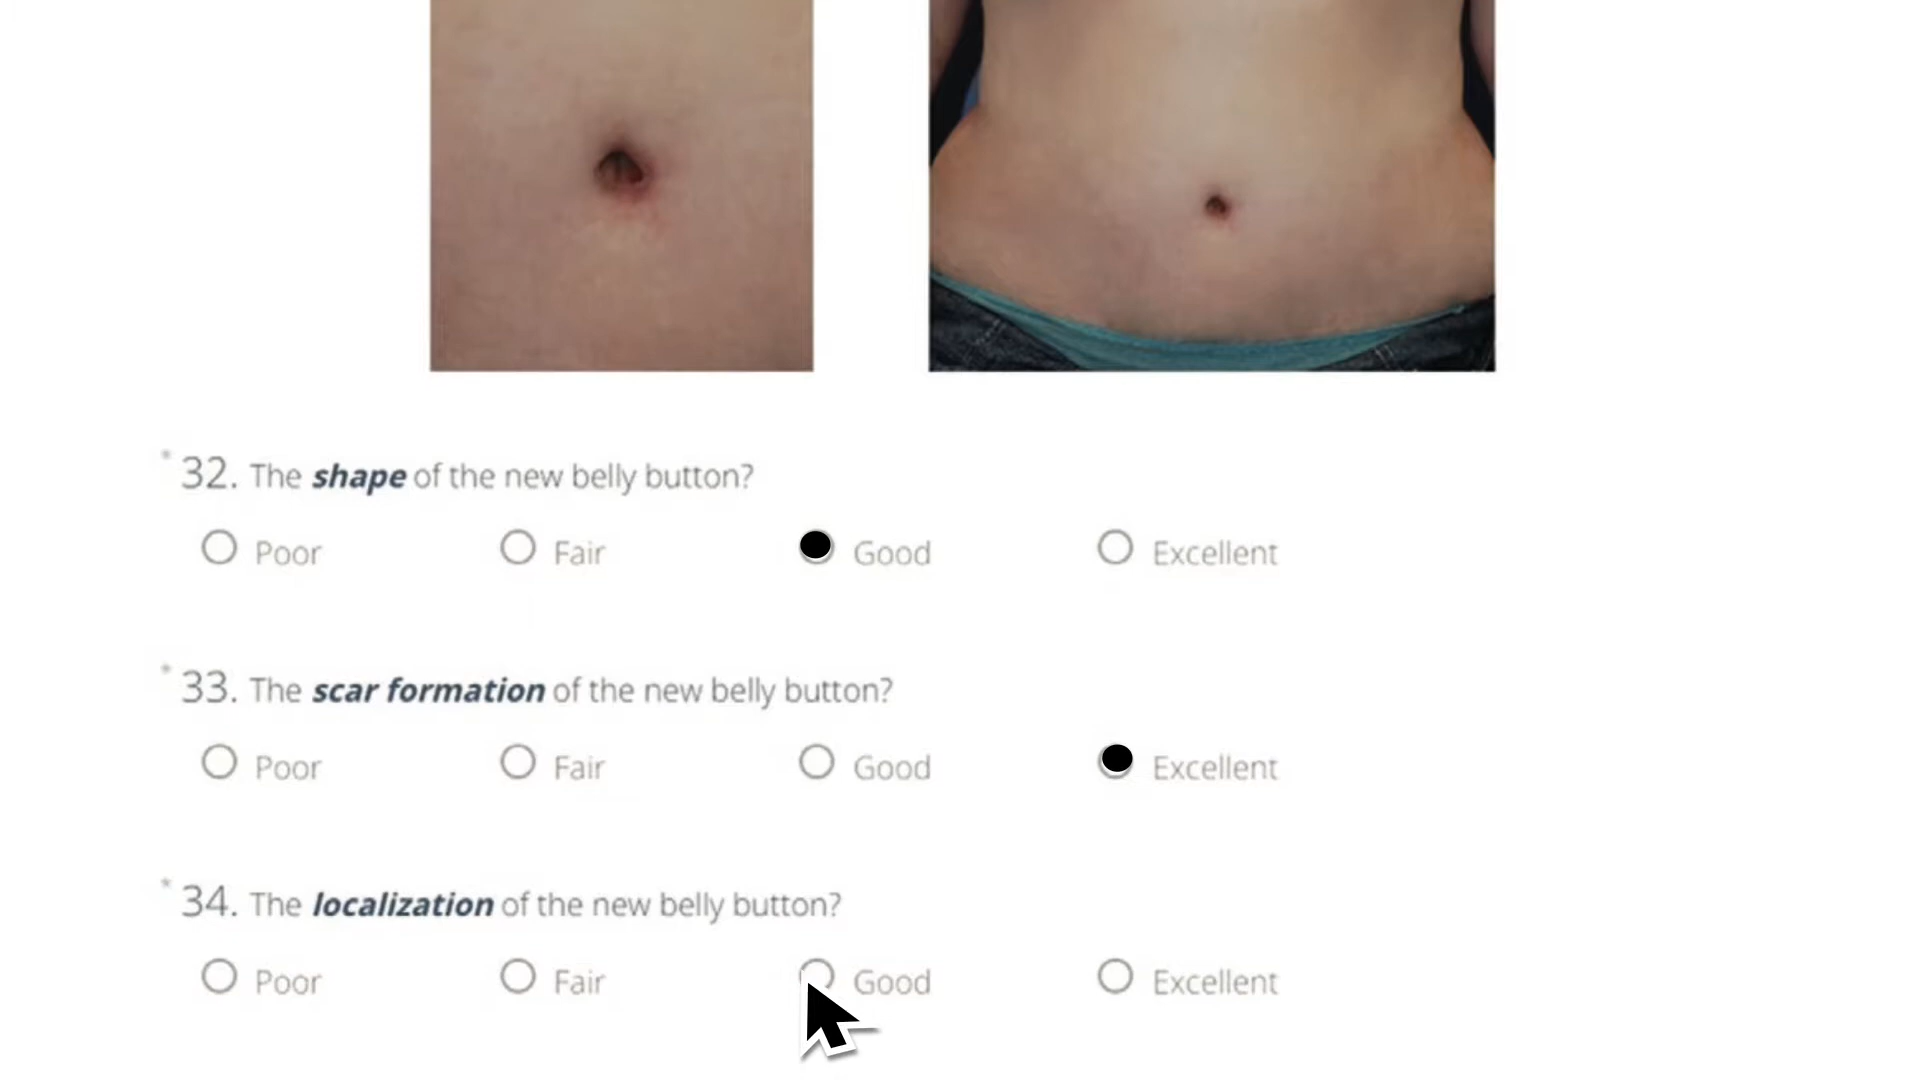 * 32. The shape of the new belly button?
Poor Fair Good Excellent
* 33. The scar formation of the new belly button?
Poor Fair Good Excellent
* 34. The localization of the new belly button?
Poor Fair Good Excellent